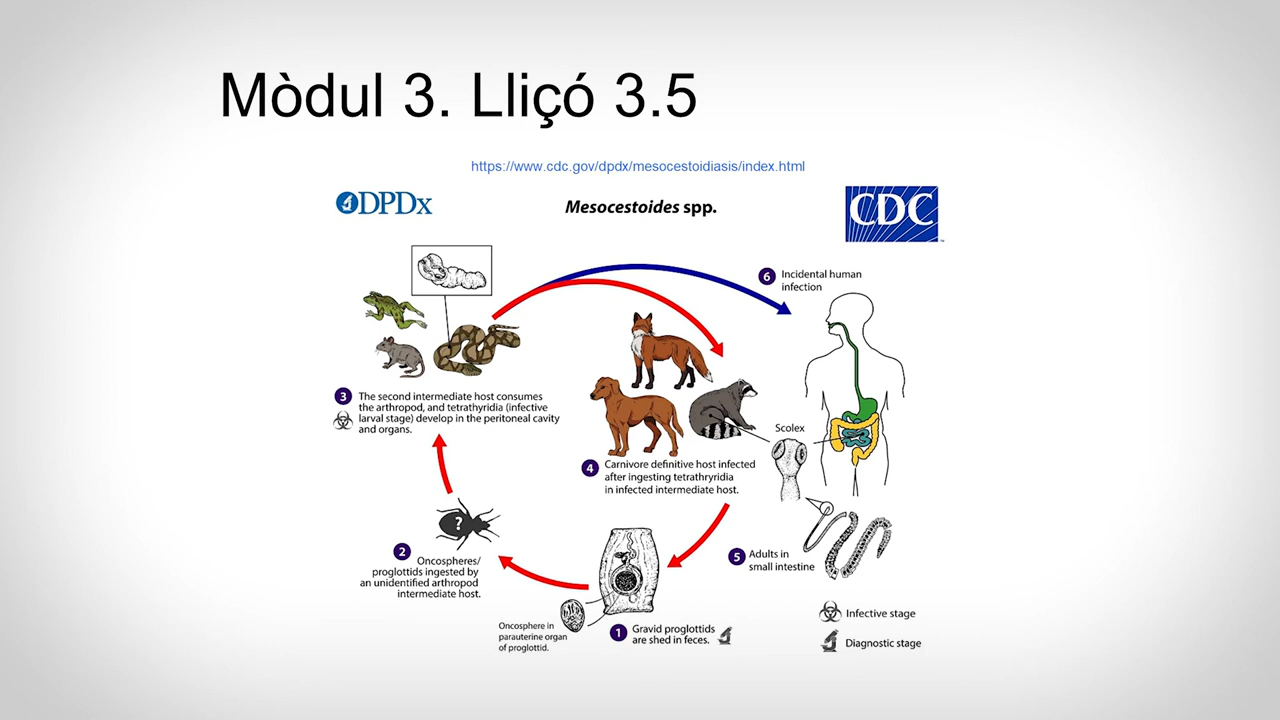 Mòdul 3. Lliçó 3.5
https://www.cdc.gov/dpdx/mesocestoidiasis/index.html
DPDx
Mesocestoides spp.
CDC
6 Incidental human
infection
3 The second intermediate host consumes
the arthropod, and tetrathyridia (infective
larval stage) develop in the peritoneal cavity
and organs.
Scolex
4 Carnivore definitive host infected
after ingesting tetrathryridia
in infected intermediate host.
?
2 Oncospheres/
proglottids ingested by
an unidentified arthropod
intermediate host.
5 Adults in
small intestine
Oncosphere in
parauterine organ
of proglottid.
1 Gravid proglottids
are shed in feces.
Infective stage
Diagnostic stage